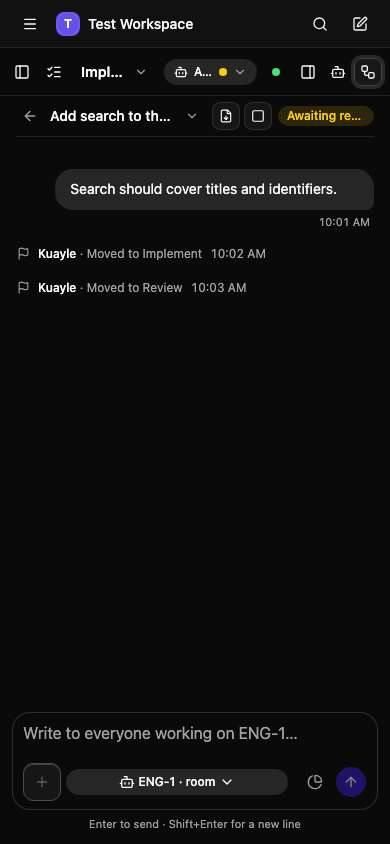 T Test Workspace
Impl...
A...
Add search to th...
Awaiting re...
Search should cover titles and identifiers.
10:01 AM
Kuayle · Moved to Implement 10:02 AM
Kuayle · Moved to Review 10:03 AM
Write to everyone working on ENG-1...
ENG-1 · room
Enter to send · Shift+Enter for a new line